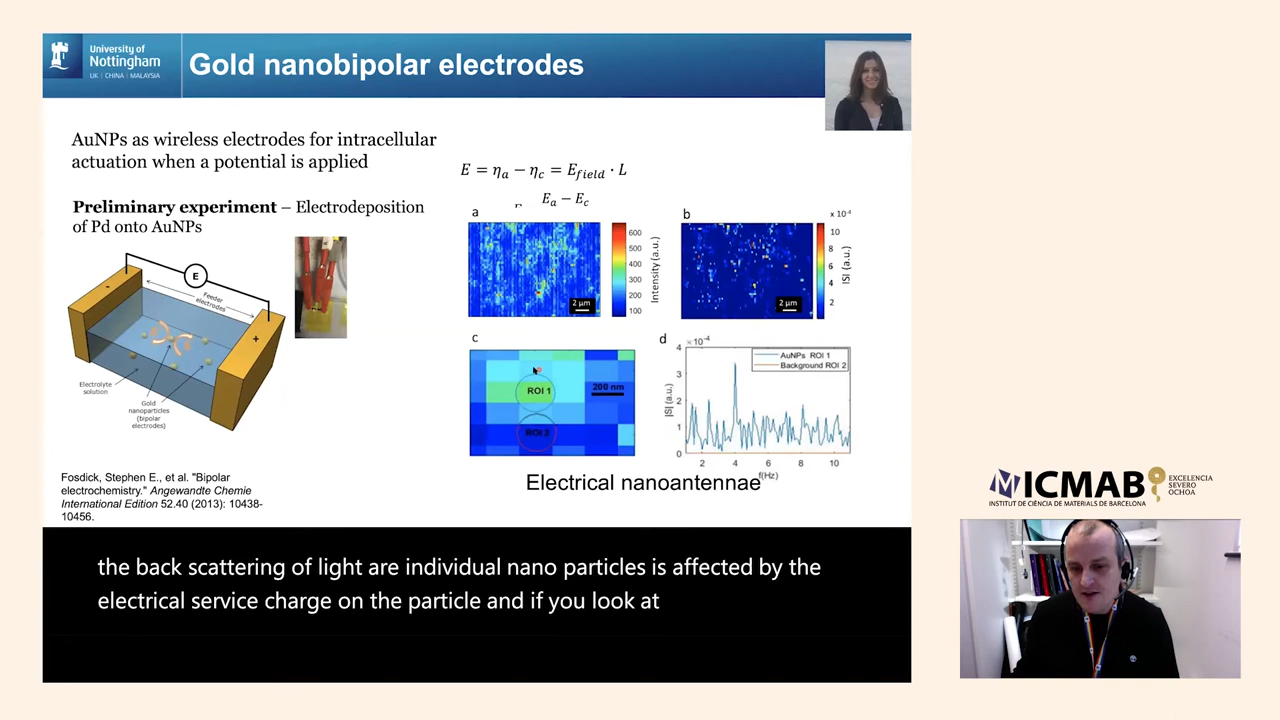 University of
Nottingham
UK | CHINA | MALAYSIA
Gold nanobipolar electrodes
AuNPs as wireless electrodes for intracellular
actuation when a potential is applied
Preliminary experiment – Electrodeposition
of Pd onto AuNPs
E
Feeder
electrodes
-
+
Electrolyte
solution
Gold
nanoparticles
(bipolar
electrodes)
Fosdick, Stephen E., et al. "Bipolar
electrochemistry." Angewandte Chemie
International Edition 52.40 (2013): 10438-
10456.
E = ηa − ηc = Efield · L
Ea − Ec
a
600
500
400
300
200
100
Intensity (a.u.)
2 μm
b
x 10-4
10
8
6
4
2
|S| (a.u.)
2 μm
c
ROI 1
200 nm
ROI 2
d
×10-4
4
3
2
1
0
|S| (a.u.)
AuNPs ROI 1
Background ROI 2
2 4 6 8 10
f(Hz)
Electrical nanoantennae
the back scattering of light are individual nano particles is affected by the
electrical service charge on the particle and if you look at
ICMAB
INSTITUT DE CIÈNCIA DE MATERIALS DE BARCELONA
EXCELENCIA
SEVERO
OCHOA